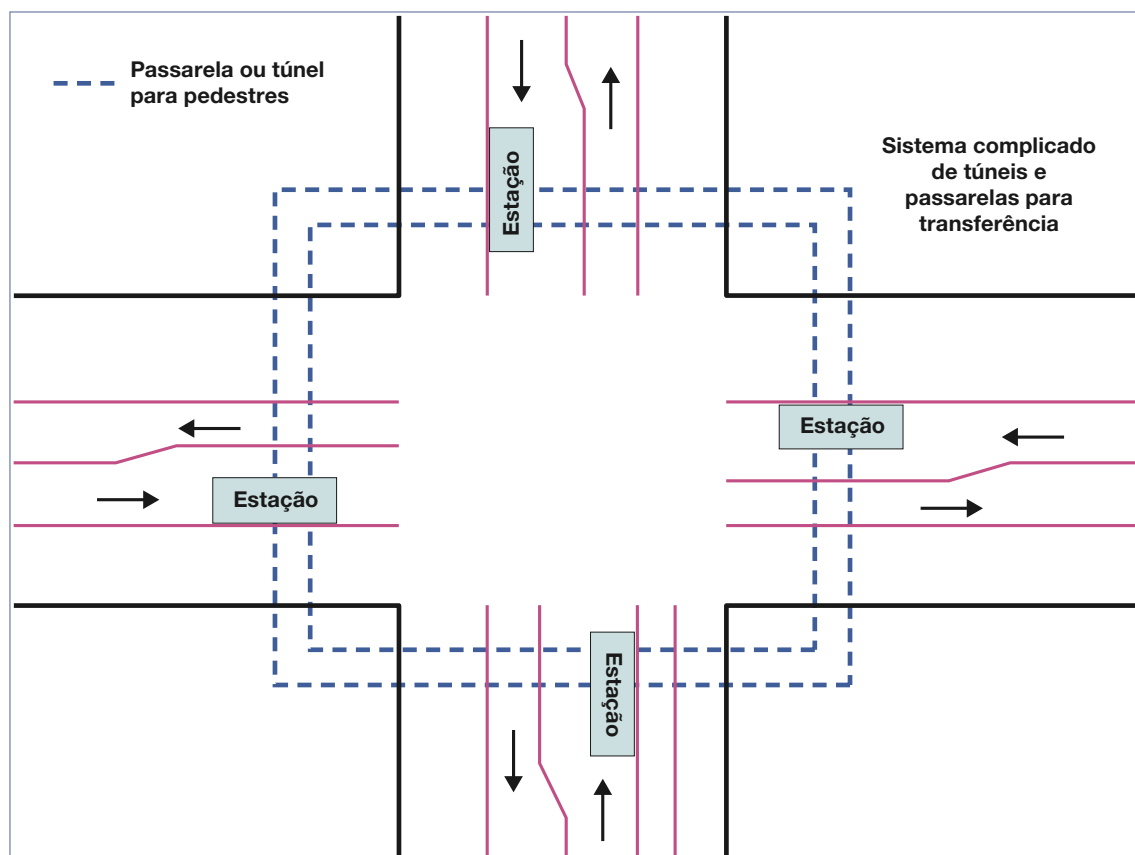 Passarela ou túnel
para pedestres
Sistema complicado
de túneis e
passarelas para
transferência
Estação
Estação
Estação
Estação